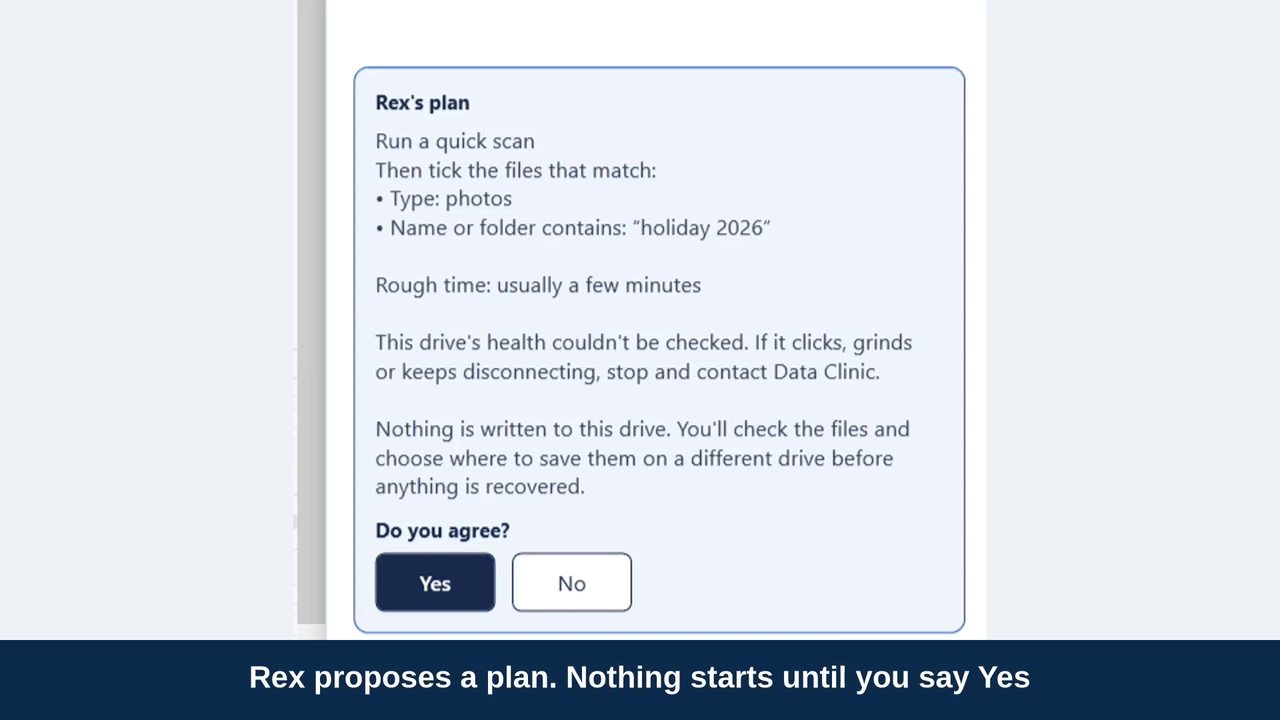 Rex's plan
Run a quick scan
Then tick the files that match:
• Type: photos
• Name or folder contains: “holiday 2026”
Rough time: usually a few minutes
This drive's health couldn't be checked. If it clicks, grinds
or keeps disconnecting, stop and contact Data Clinic.
Nothing is written to this drive. You'll check the files and
choose where to save them on a different drive before
anything is recovered.
Do you agree?
Yes
No
Rex proposes a plan. Nothing starts until you say Yes